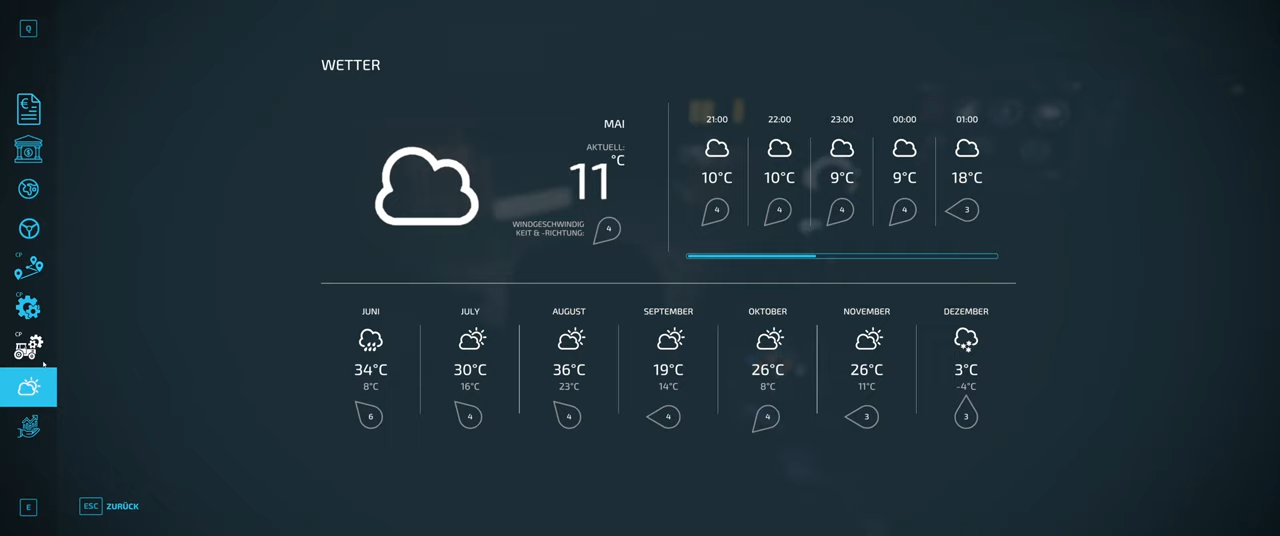 Q
WETTER
MAI
AKTUELL:
11 °C
WINDGESCHWINDIG
KEIT & -RICHTUNG:
4
21:00 22:00 23:00 00:00 01:00
10°C 10°C 9°C 9°C 18°C
4 4 4 4 3
JUNI JULY AUGUST SEPTEMBER OKTOBER NOVEMBER DEZEMBER
34°C 30°C 36°C 19°C 26°C 26°C 3°C
8°C 16°C 23°C 14°C 8°C 11°C -4°C
6 4 4 4 4 3 3
€
$
CP
CP
CP
E
ESC ZURÜCK